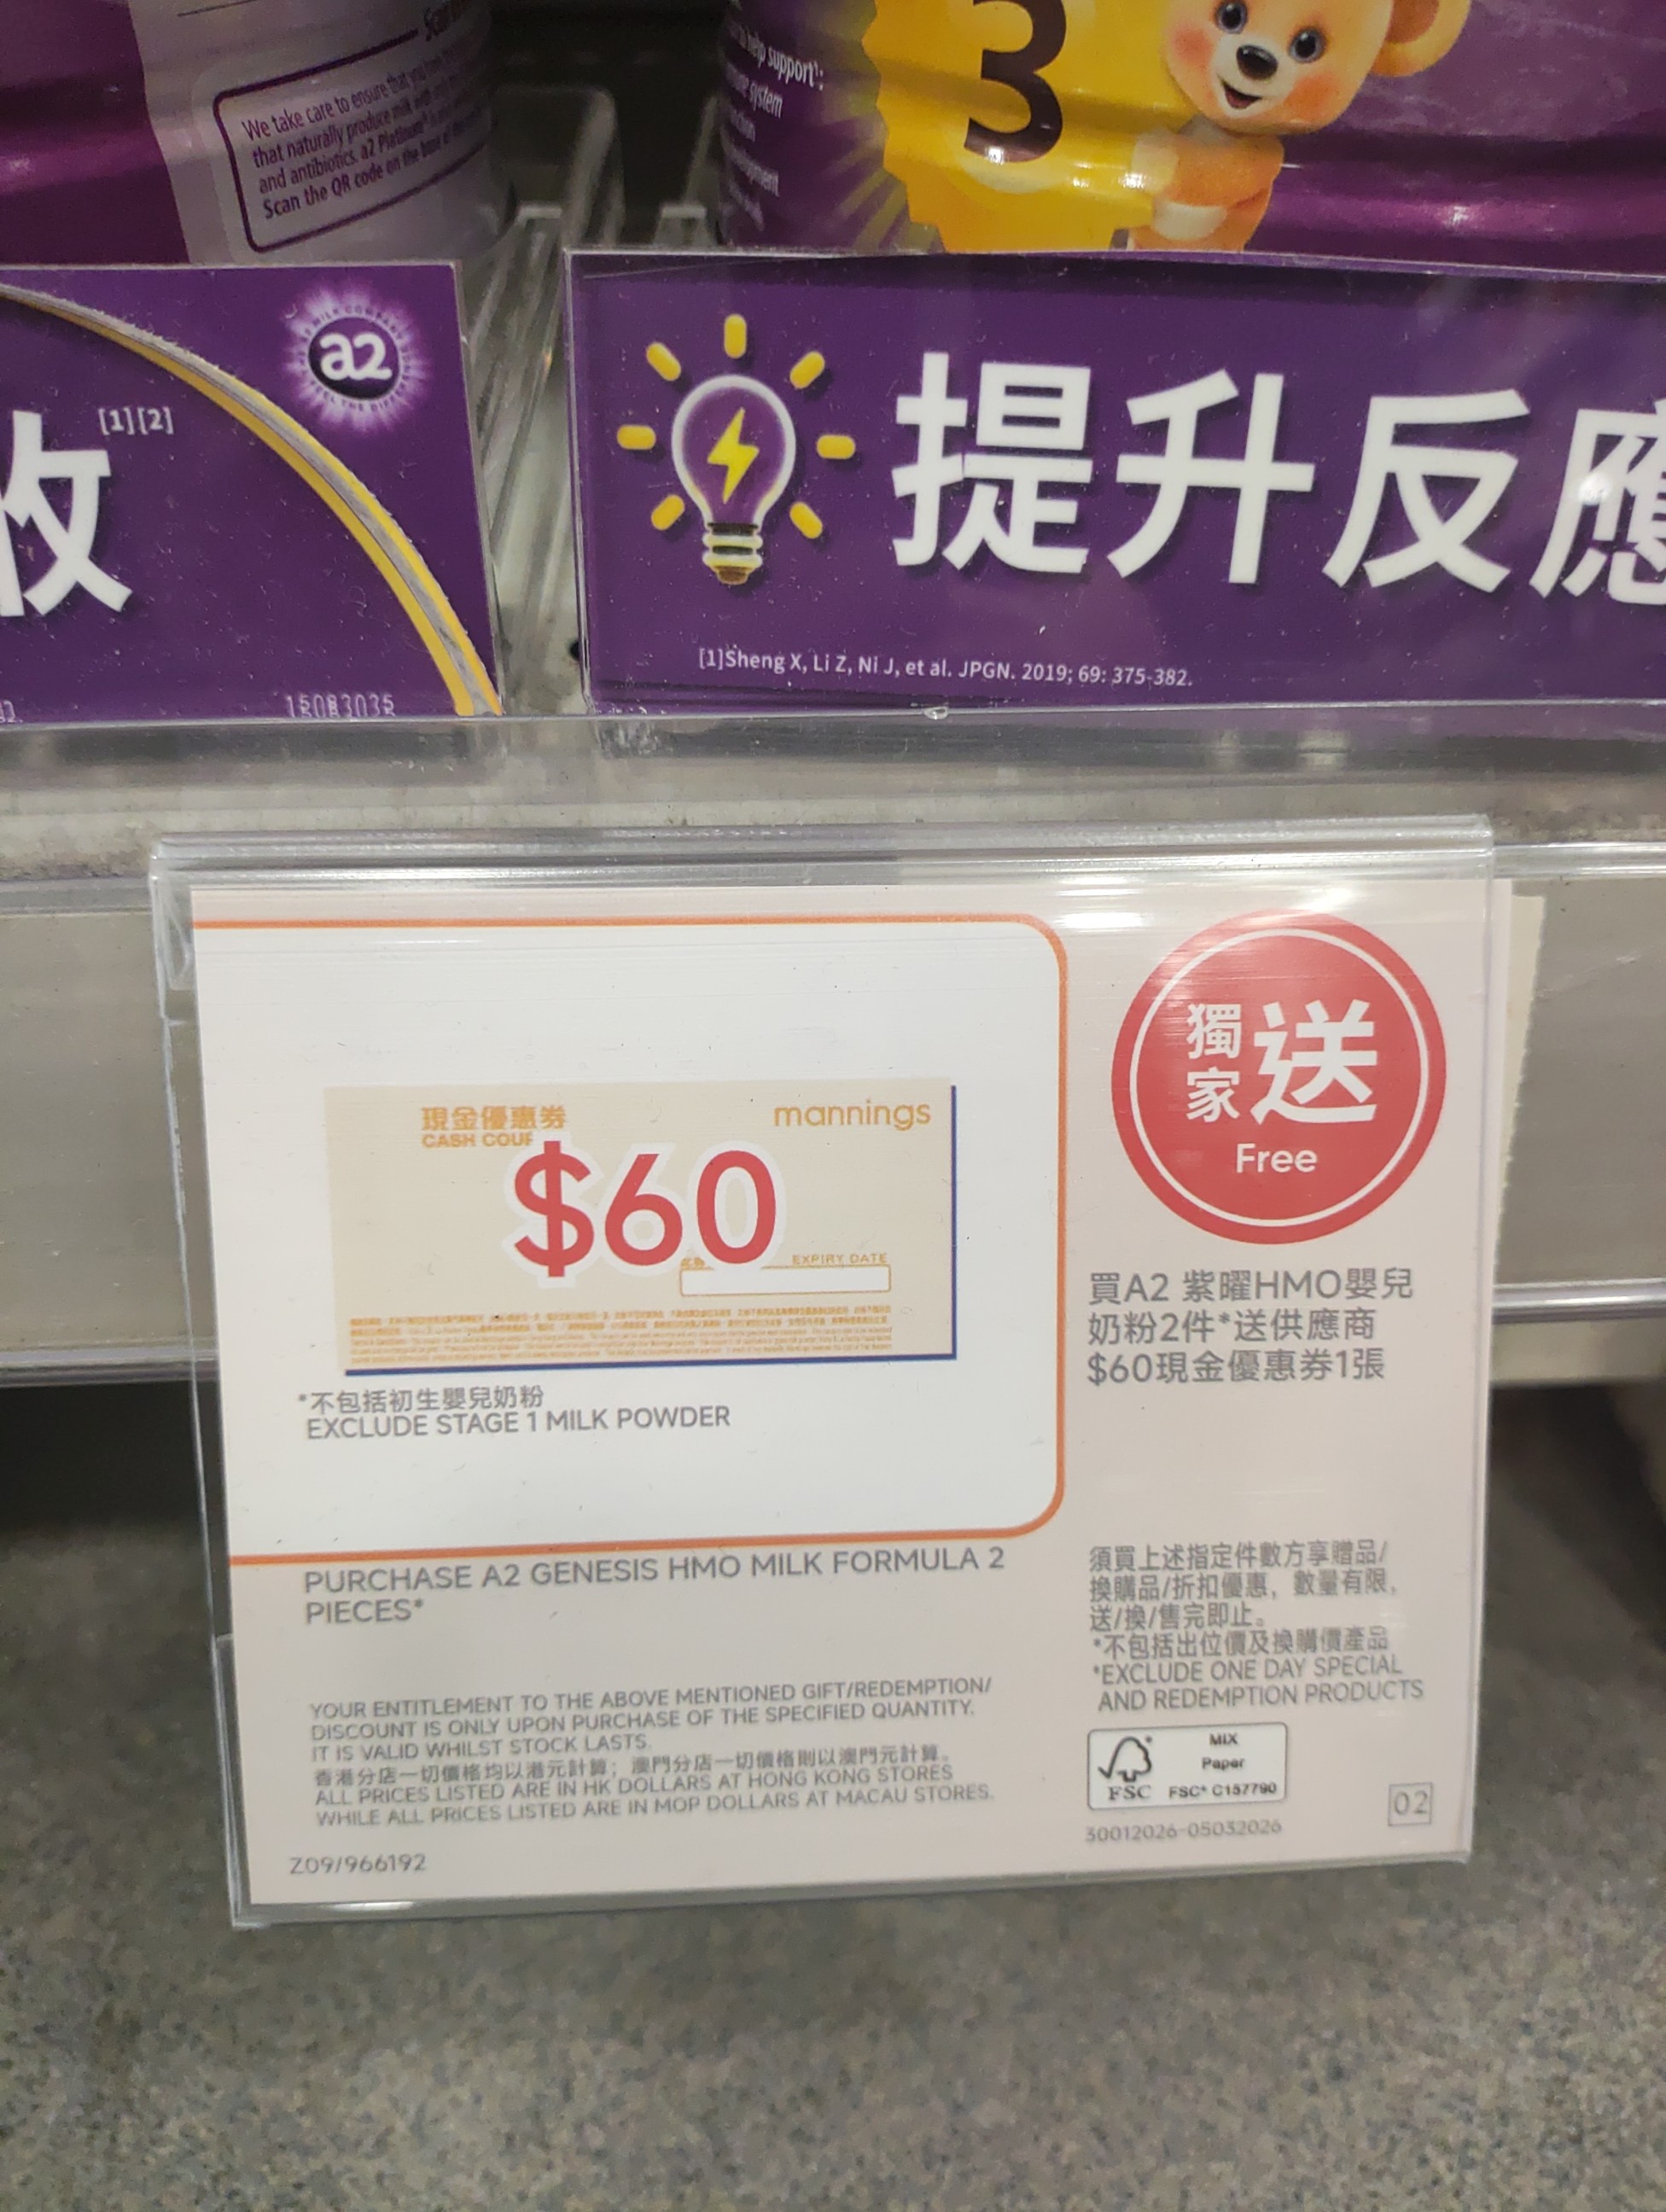 We take care to ensure that you
that naturally produce milk
and antibiotics. a2 Platinum®
Scan the QR code on the base
help support¹:
system
3
收[1][2]
a2
15083035
提升反應
[1]Sheng X, Li Z, Ni J, et al. JPGN. 2019; 69: 375-382.
現金優惠券
CASH COUP
mannings
$60
EXPIRY DATE
*不包括初生嬰兒奶粉
EXCLUDE STAGE 1 MILK POWDER
獨家送
Free
買A2 紫曜HMO嬰兒
奶粉2件*送供應商
$60現金優惠券1張
PURCHASE A2 GENESIS HMO MILK FORMULA 2
PIECES*
YOUR ENTITLEMENT TO THE ABOVE MENTIONED GIFT/REDEMPTION/
DISCOUNT IS ONLY UPON PURCHASE OF THE SPECIFIED QUANTITY.
IT IS VALID WHILST STOCK LASTS.
香港分店一切價格均以港元計算；澳門分店一切價格則以澳門元計算。
ALL PRICES LISTED ARE IN HK DOLLARS AT HONG KONG STORES
WHILE ALL PRICES LISTED ARE IN MOP DOLLARS AT MACAU STORES.
Z09/966192
須買上述指定件數方享贈品/
換購品/折扣優惠，數量有限，
送/換/售完即止。
*不包括出位價及換購價產品
*EXCLUDE ONE DAY SPECIAL
AND REDEMPTION PRODUCTS
FSC
MIX
Paper
FSC® C157790
02
30012026-05032026